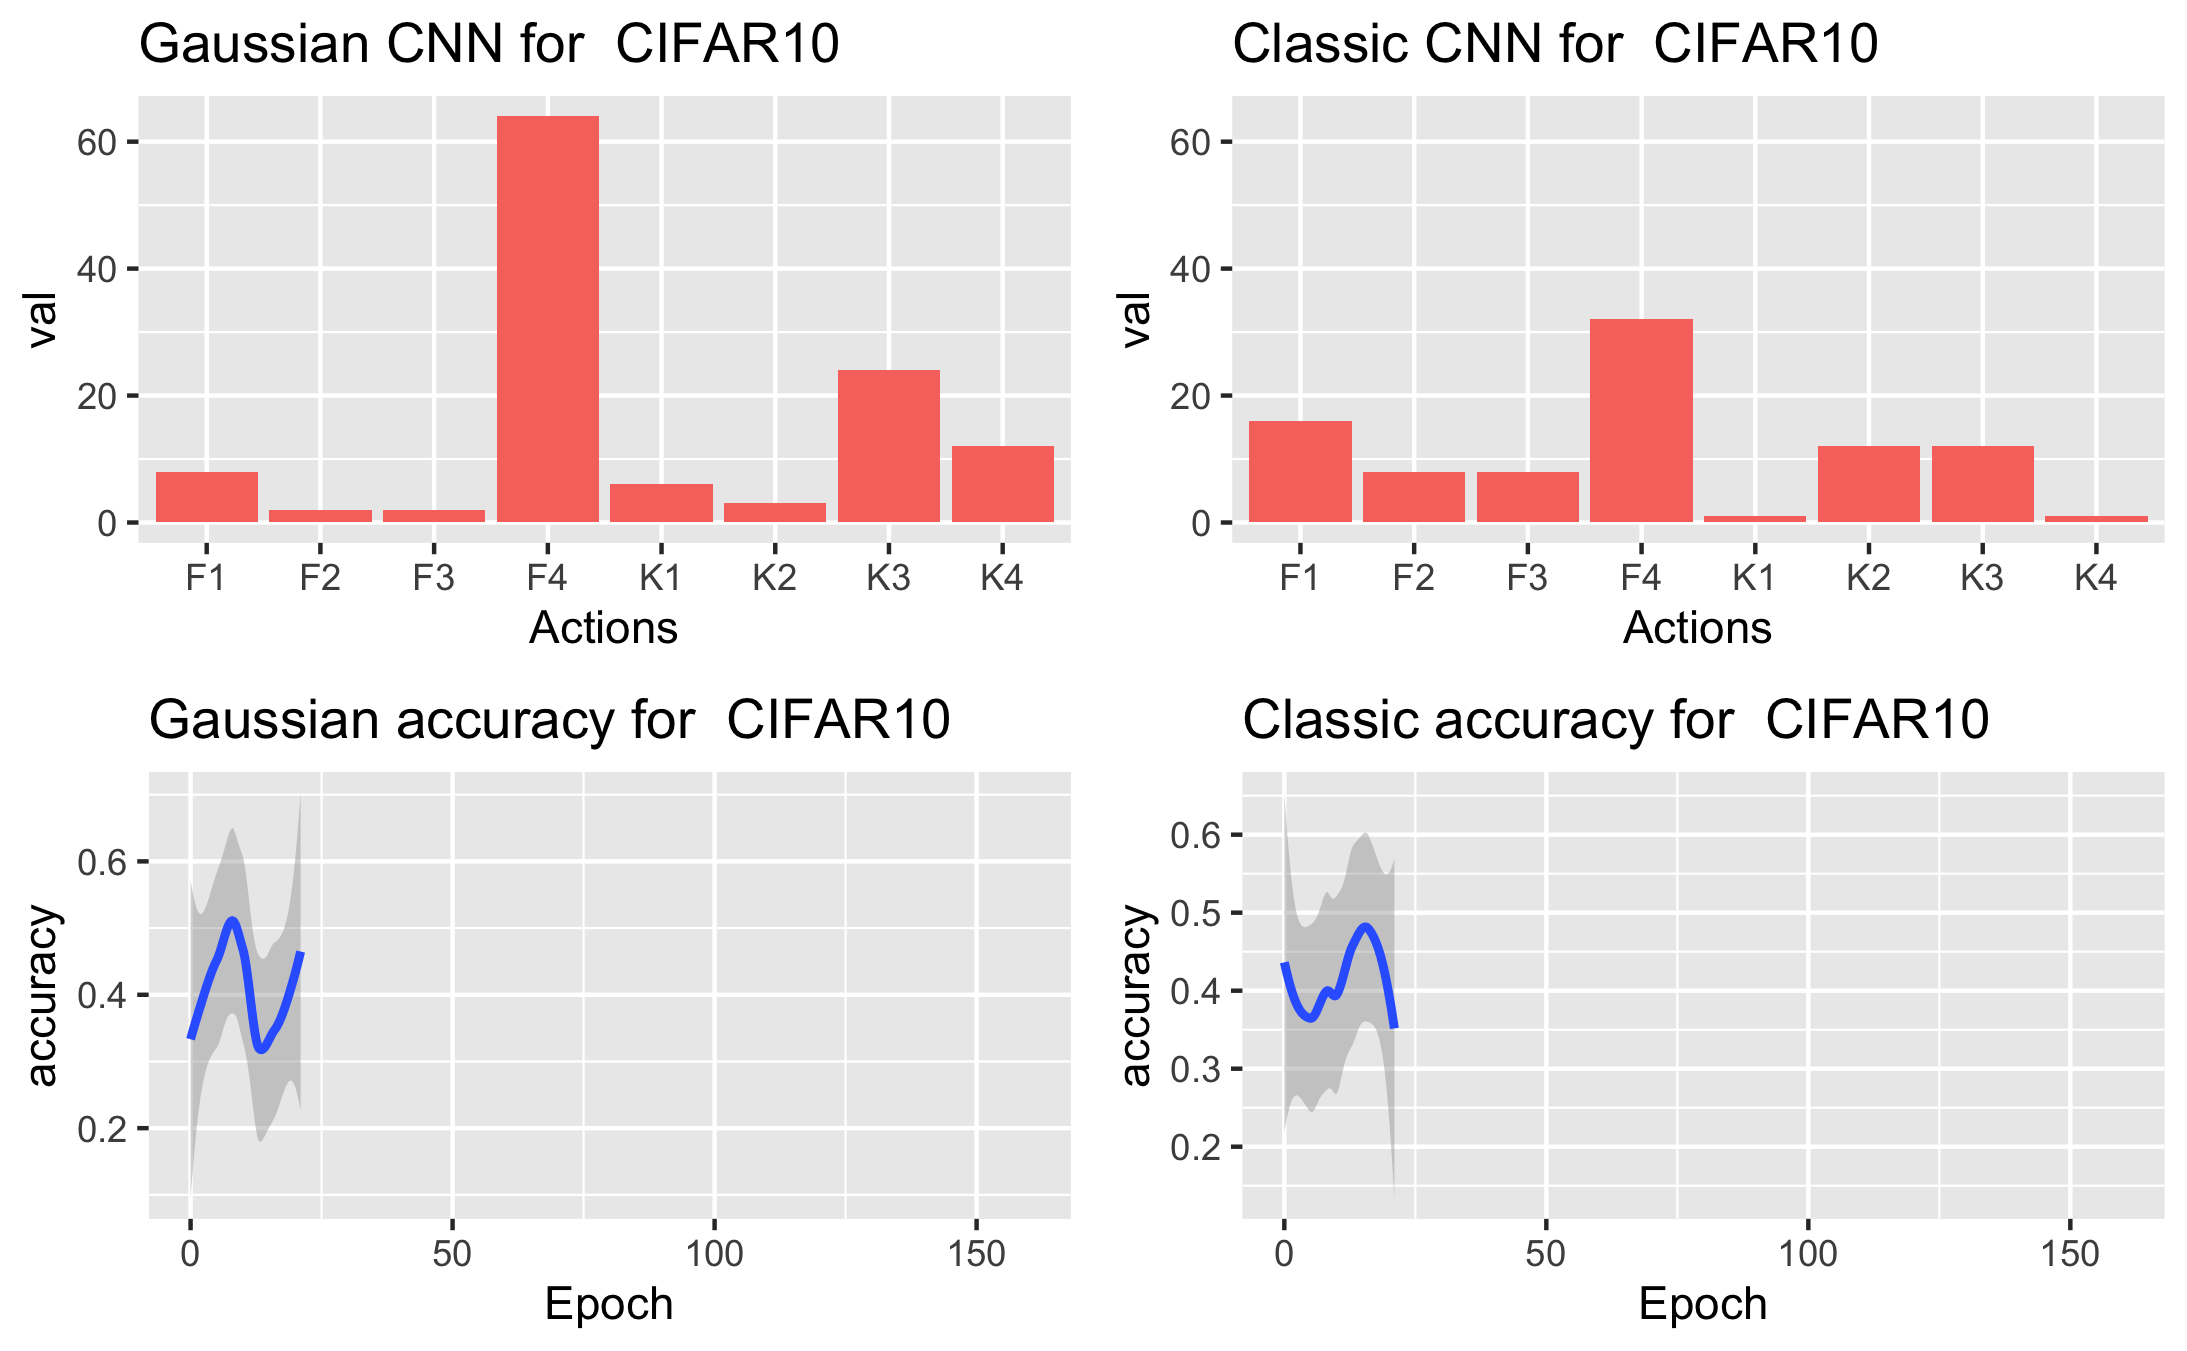 Gaussian CNN for  CIFAR10
60
40
20
0
val
F1 F2 F3 F4 K1 K2 K3 K4
Actions
Classic CNN for  CIFAR10
60
40
20
0
val
F1 F2 F3 F4 K1 K2 K3 K4
Actions
Gaussian accuracy for  CIFAR10
0.6
0.4
0.2
accuracy
0 50 100 150
Epoch
Classic accuracy for  CIFAR10
0.6
0.5
0.4
0.3
0.2
accuracy
0 50 100 150
Epoch